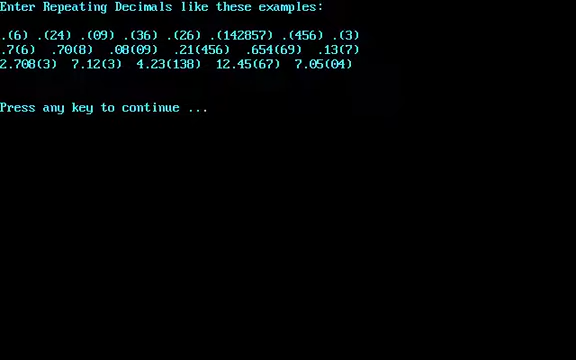 Enter Repeating Decimals like these examples:
.(6) .(24) .(09) .(36) .(26) .(142857) .(456) .(3)
.7(6) .70(8) .08(09) .21(456) .654(69) .13(7)
2.708(3) 7.12(3) 4.23(138) 12.45(67) 7.05(04)
Press any key to continue ...